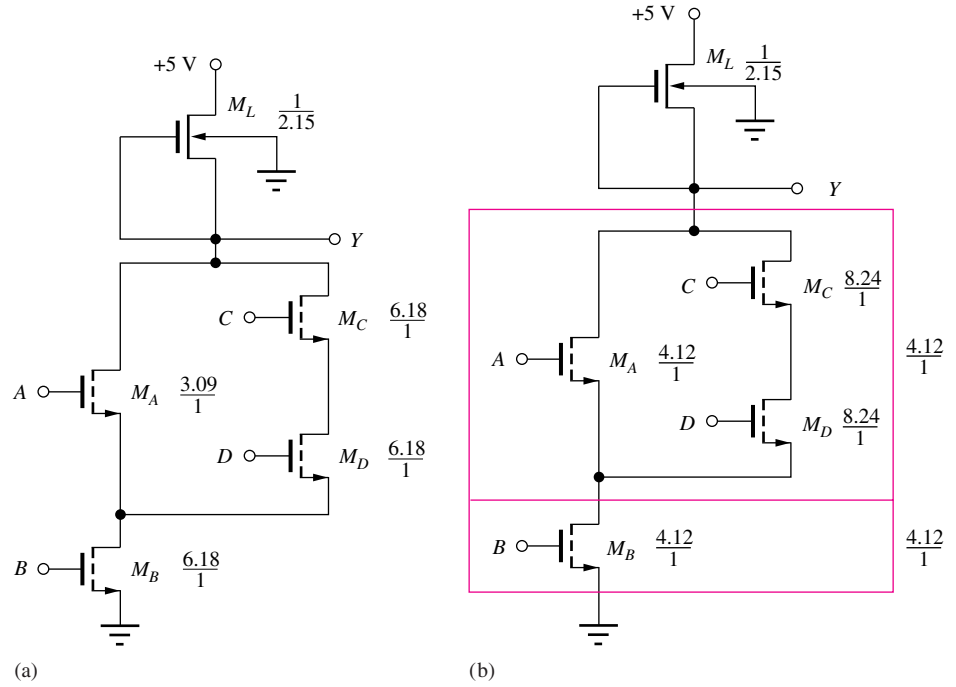 +5 V
M_L 1/2.15
Y
C
M_C 6.18/1
A
M_A 3.09/1
D
M_D 6.18/1
B
M_B 6.18/1
(a)
+5 V
M_L 1/2.15
Y
C
M_C 8.24/1
A
M_A 4.12/1
4.12/1
D
M_D 8.24/1
B
M_B 4.12/1
4.12/1
(b)